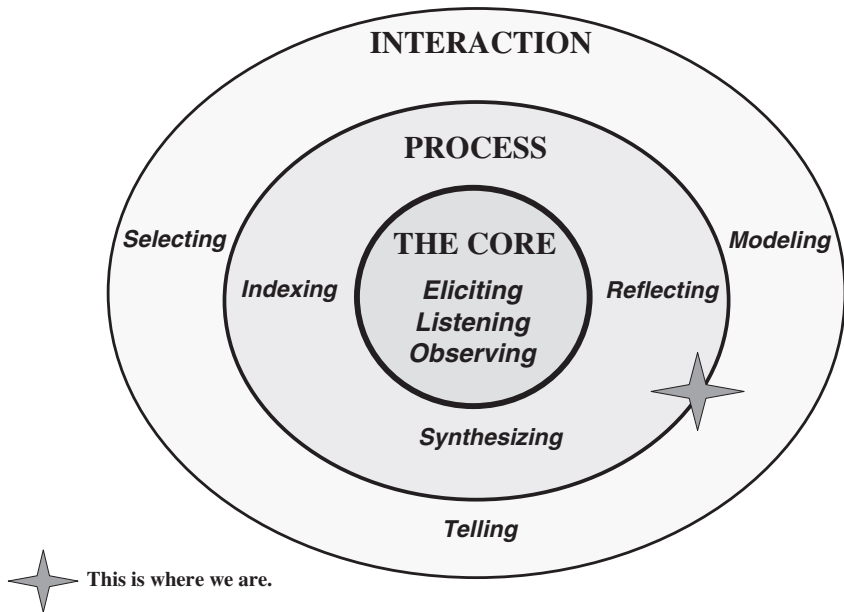 INTERACTION
PROCESS
THE CORE
Selecting
Modeling
Indexing
Eliciting
Reflecting
Listening
Observing
Synthesizing
Telling
This is where we are.